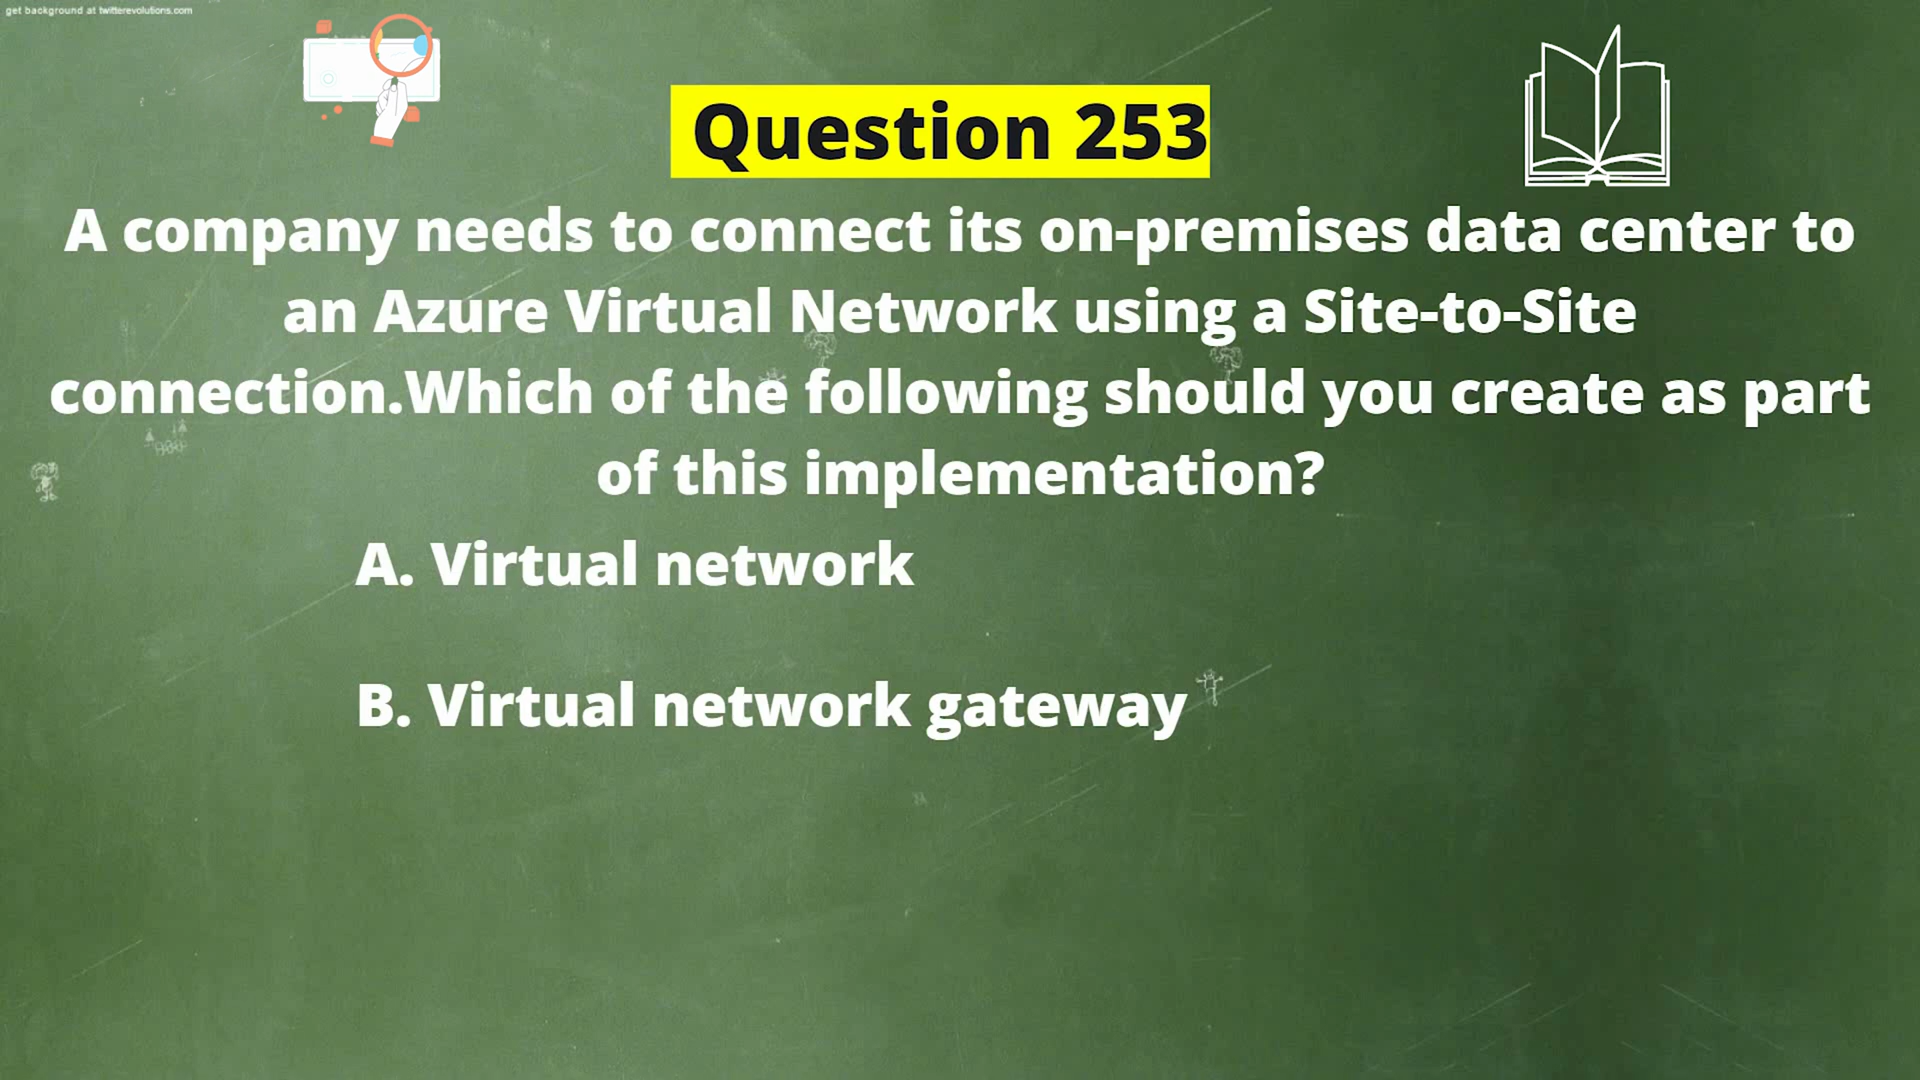 get background at twitterevolutions.com
Question 253
A company needs to connect its on-premises data center to
an Azure Virtual Network using a Site-to-Site
connection.Which of the following should you create as part
of this implementation?
A. Virtual network
B. Virtual network gateway